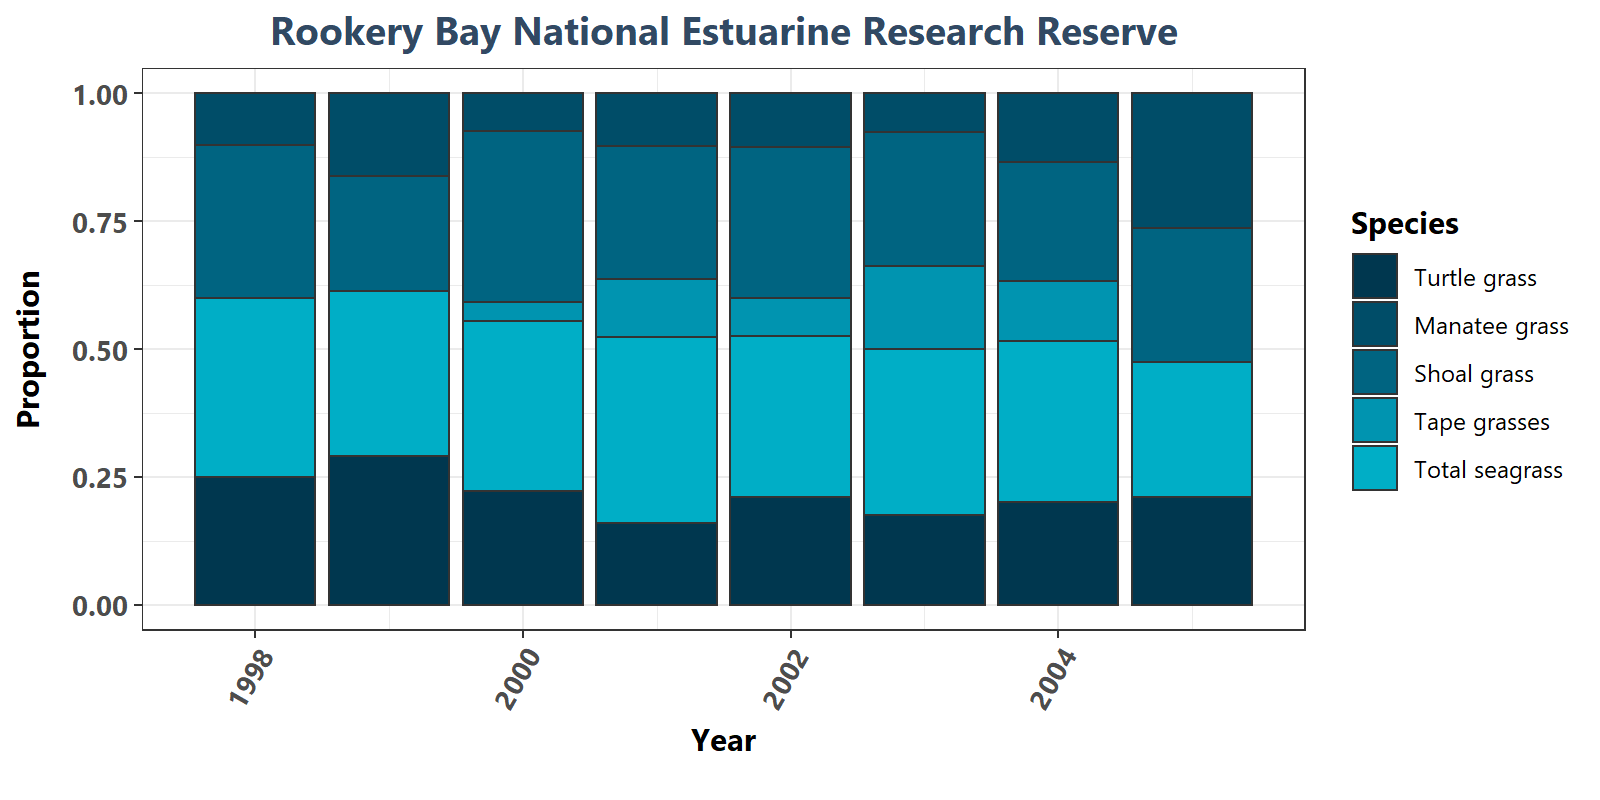 Rookery Bay National Estuarine Research Reserve
Proportion
1.00
0.75
0.50
0.25
0.00
1998
2000
2002
2004
Year
Species
Turtle grass
Manatee grass
Shoal grass
Tape grasses
Total seagrass